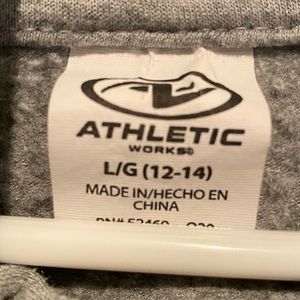 ATHLETIC
WORKS®
L/G (12-14)
MADE IN/HECHO EN
CHINA